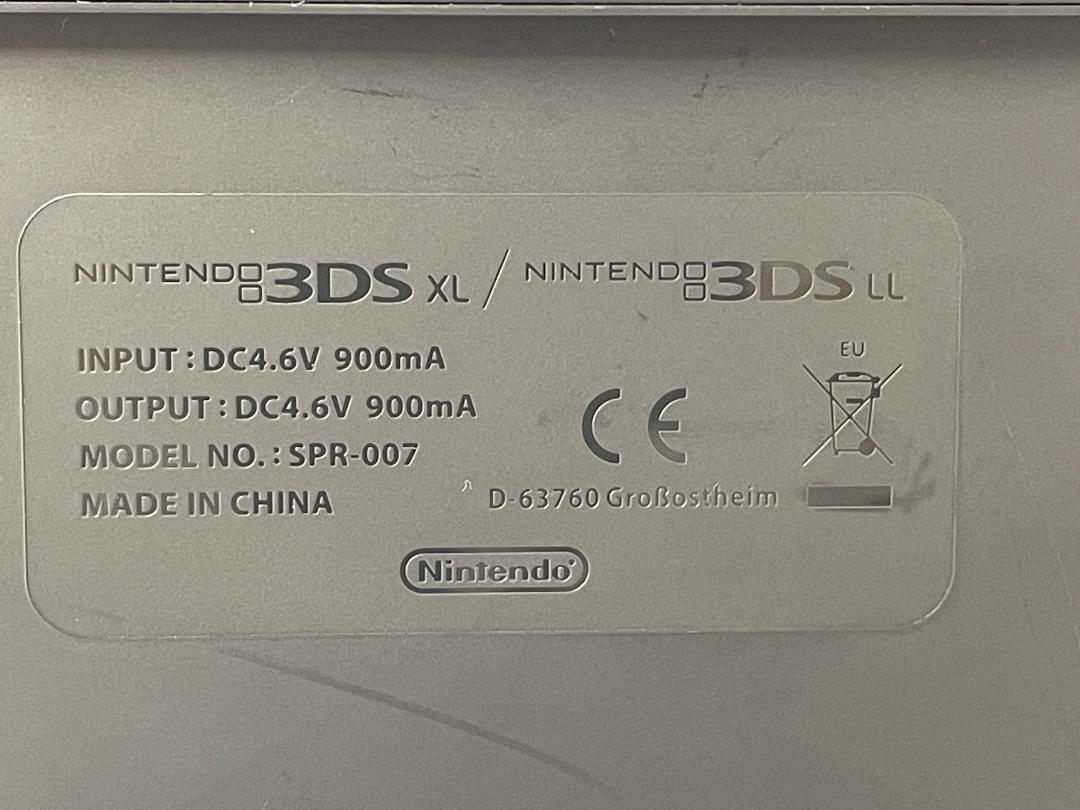 NINTENDO 3DS XL / NINTENDO 3DS LL
INPUT : DC4.6V 900mA
OUTPUT : DC4.6V 900mA
MODEL NO. : SPR-007
MADE IN CHINA
EU
CE
D-63760 Großostheim
Nintendo